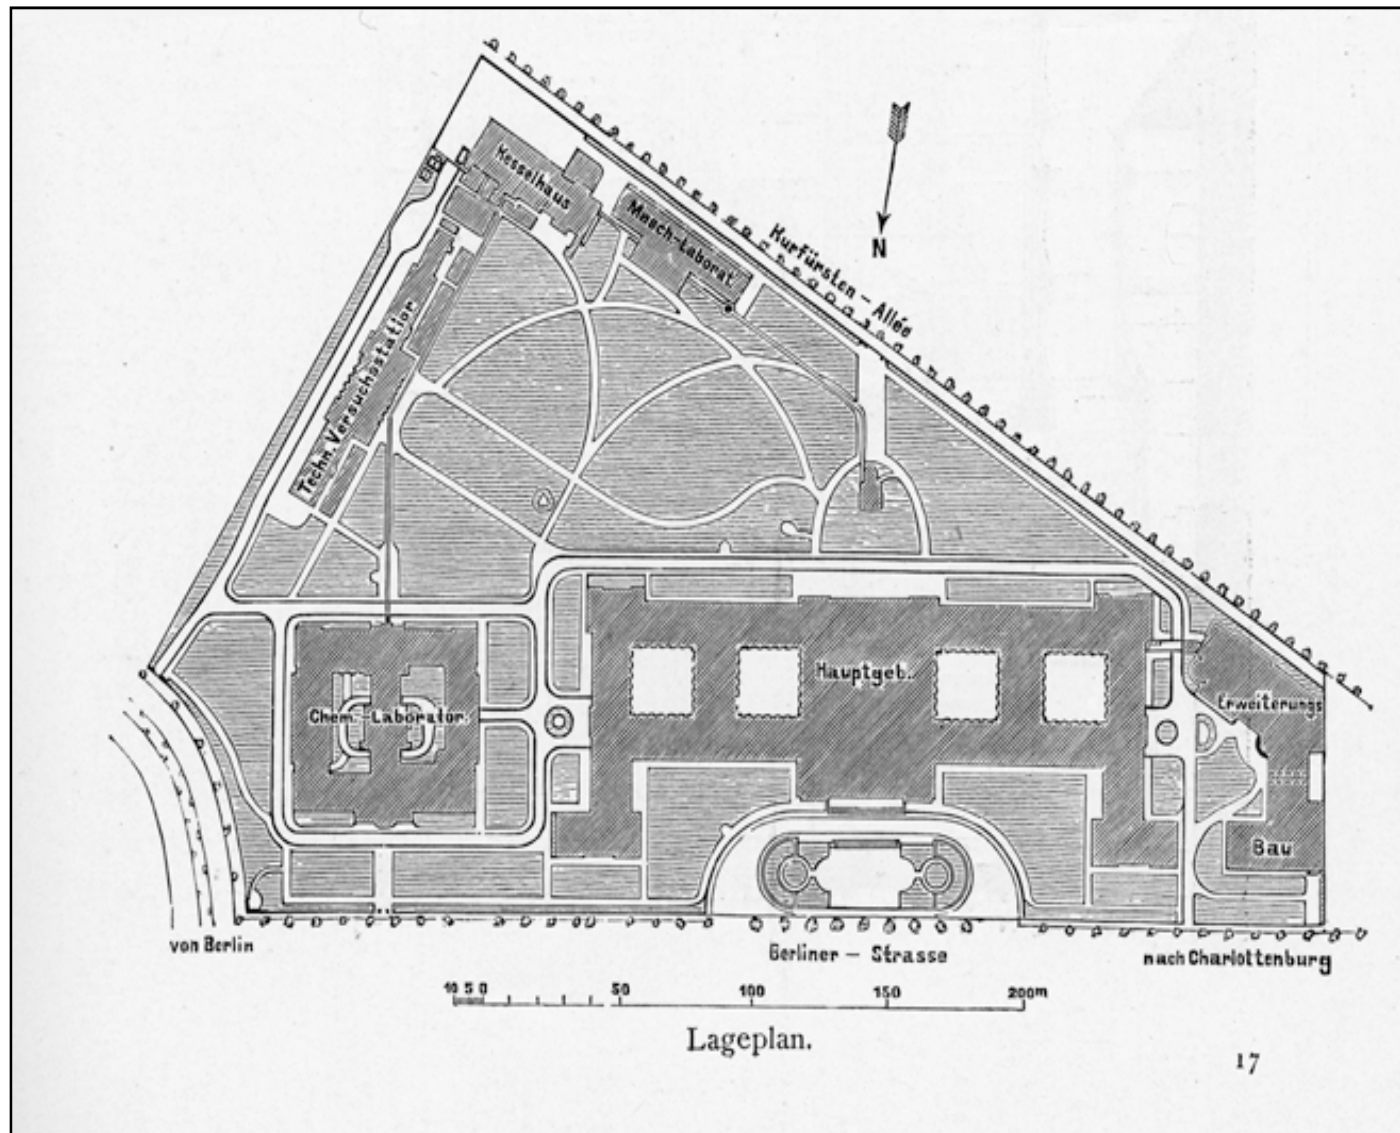 Kesselhaus
Masch-Laborat.
Kurfürsten – Allée
N
Techn. Versuchsstation
Hauptgeb.
Chem.-Laborator.
Erweiterungs
Bau
von Berlin
Berliner – Strasse
nach Charlottenburg
10 5 0 50 100 150 200m
Lageplan.
17